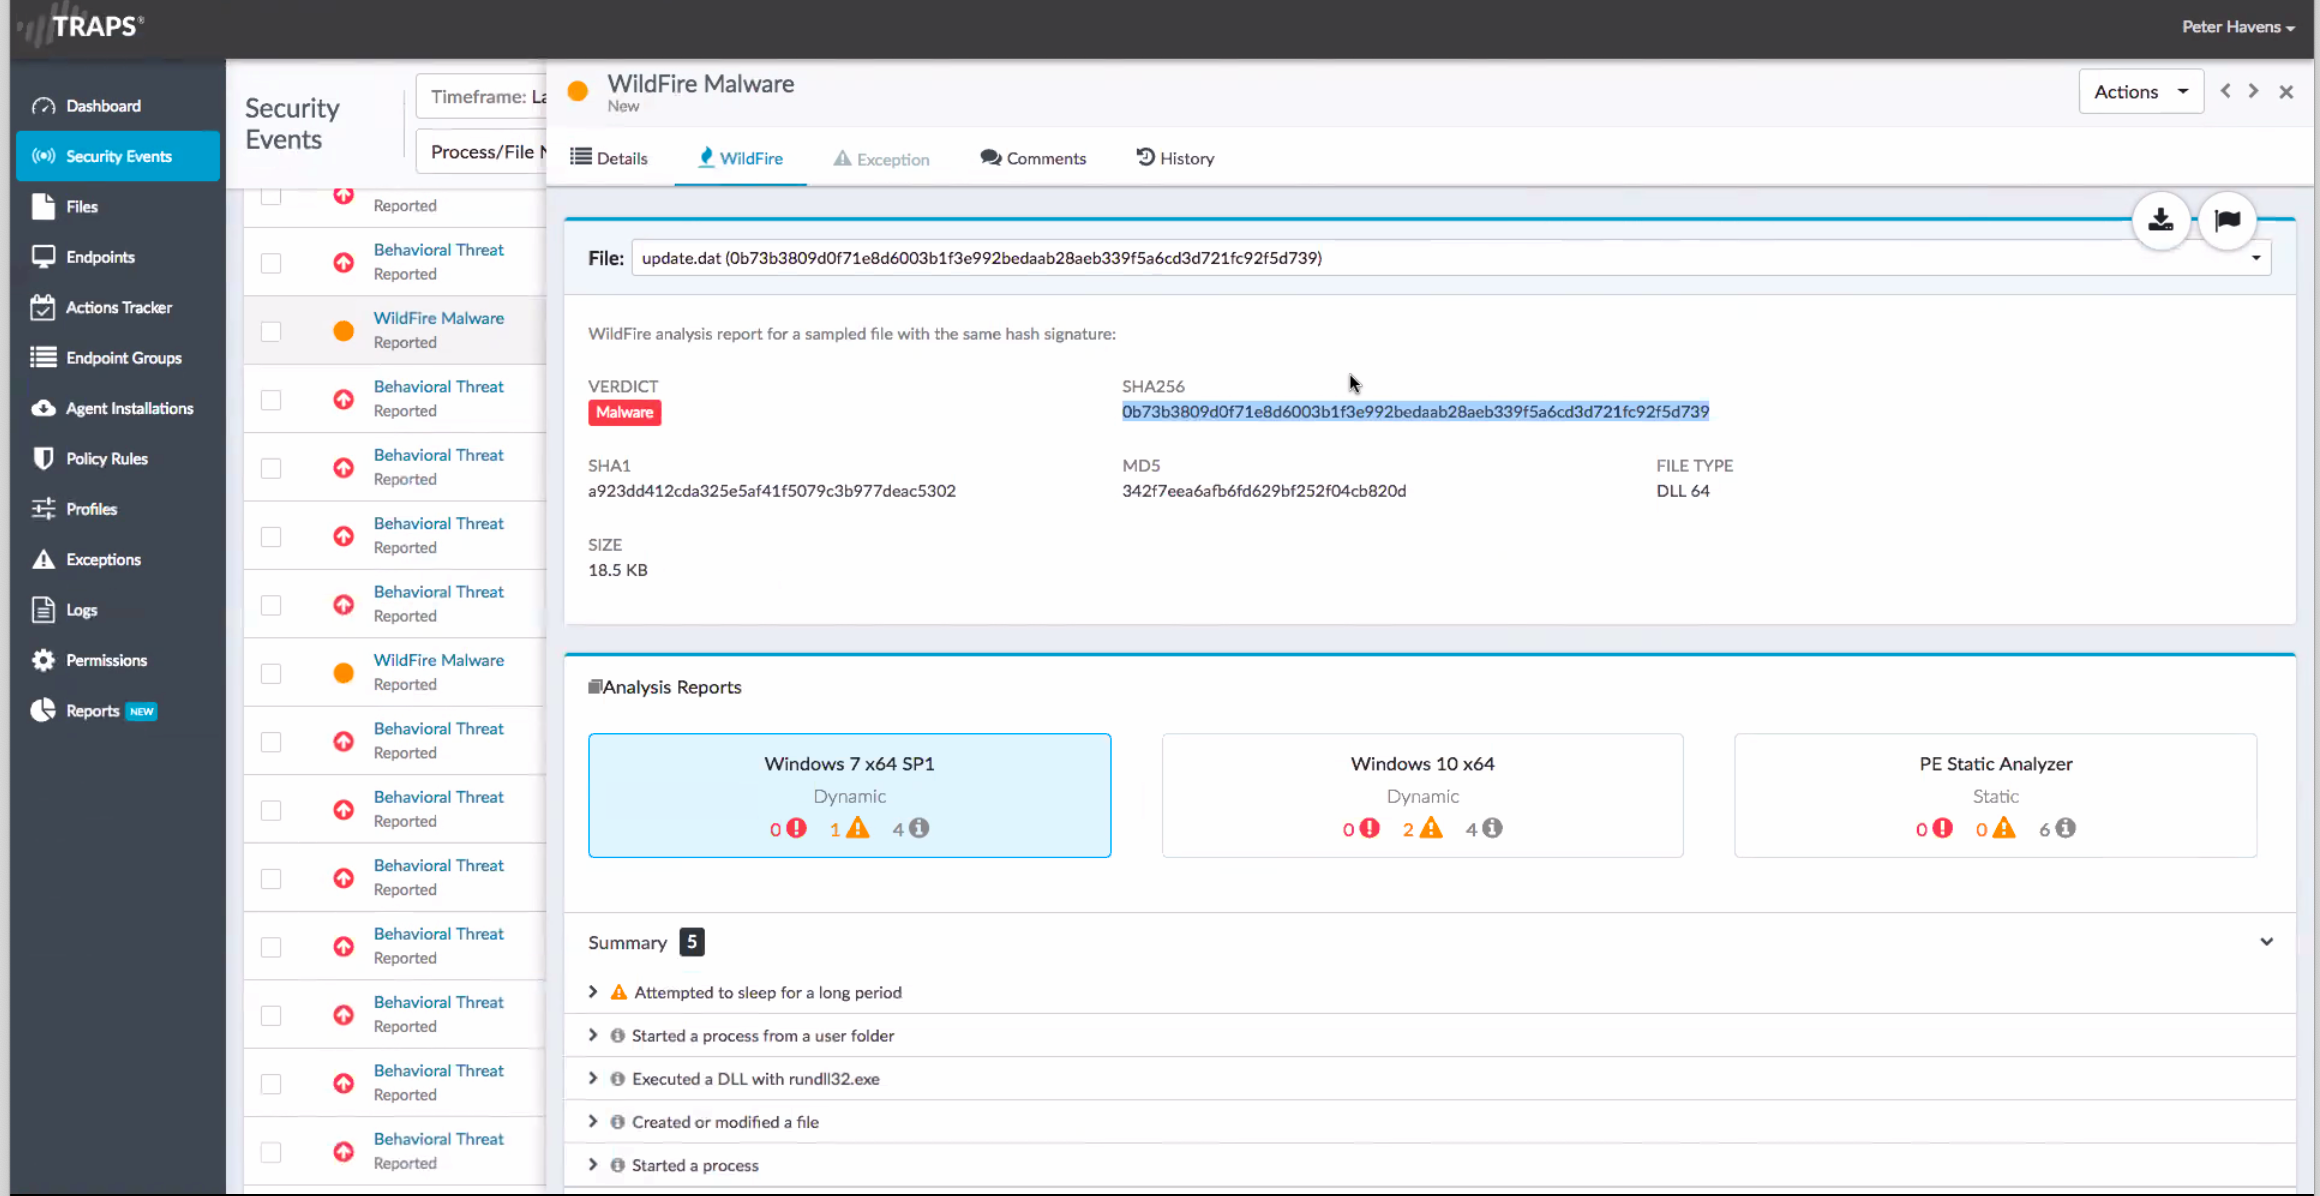 TRAPS®
Peter Havens
Dashboard
Security Events
Files
Endpoints
Actions Tracker
Endpoint Groups
Agent Installations
Policy Rules
Profiles
Exceptions
Logs
Permissions
Reports NEW
Security
Events
Timeframe: La
Process/File N
Reported
Behavioral Threat
Reported
WildFire Malware
Reported
Behavioral Threat
Reported
Behavioral Threat
Reported
Behavioral Threat
Reported
Behavioral Threat
Reported
WildFire Malware
Reported
Behavioral Threat
Reported
Behavioral Threat
Reported
Behavioral Threat
Reported
Behavioral Threat
Reported
Behavioral Threat
Reported
Behavioral Threat
Reported
Behavioral Threat
Reported
WildFire Malware
New
Actions
Details
WildFire
Exception
Comments
History
File: update.dat (0b73b3809d0f71e8d6003b1f3e992bedaab28aeb339f5a6cd3d721fc92f5d739)
WildFire analysis report for a sampled file with the same hash signature:
VERDICT
Malware
SHA256
0b73b3809d0f71e8d6003b1f3e992bedaab28aeb339f5a6cd3d721fc92f5d739
SHA1
a923dd412cda325e5af41f5079c3b977deac5302
MD5
342f7eea6afb6fd629bf252f04cb820d
FILE TYPE
DLL 64
SIZE
18.5 KB
Analysis Reports
Windows 7 x64 SP1
Dynamic
0 1 4
Windows 10 x64
Dynamic
0 2 4
PE Static Analyzer
Static
0 0 6
Summary 5
Attempted to sleep for a long period
Started a process from a user folder
Executed a DLL with rundll32.exe
Created or modified a file
Started a process